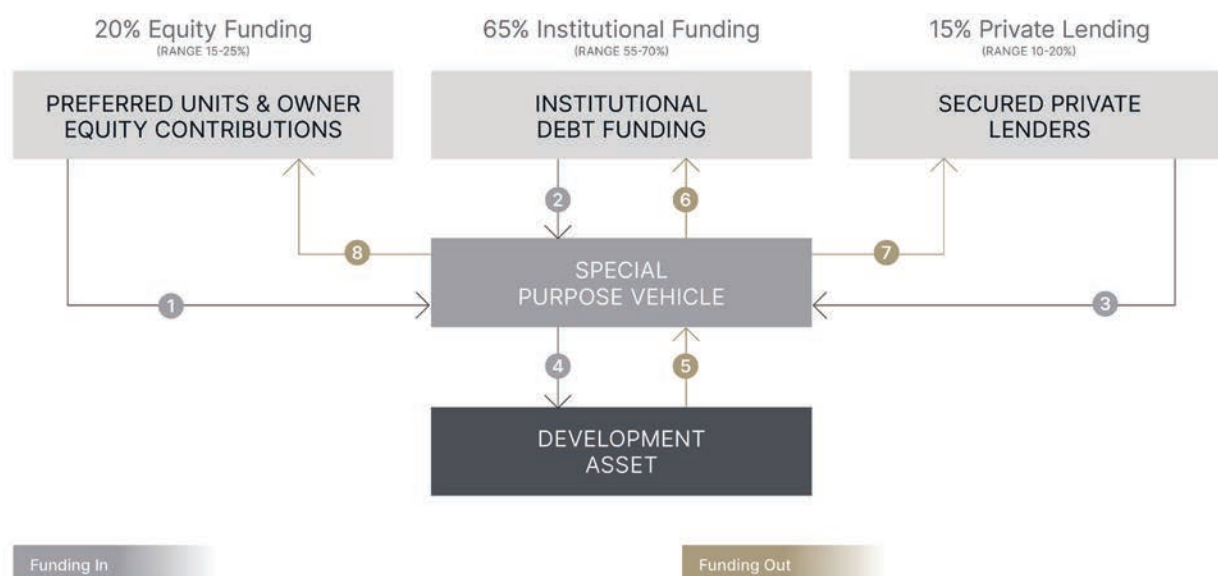 20% Equity Funding
(RANGE 15-25%)
65% Institutional Funding
(RANGE 55-70%)
15% Private Lending
(RANGE 10-20%)
PREFERRED UNITS & OWNER
EQUITY CONTRIBUTIONS
INSTITUTIONAL
DEBT FUNDING
SECURED PRIVATE
LENDERS
2
6
8
7
SPECIAL
PURPOSE VEHICLE
1
3
4
5
DEVELOPMENT
ASSET
Funding In
Funding Out